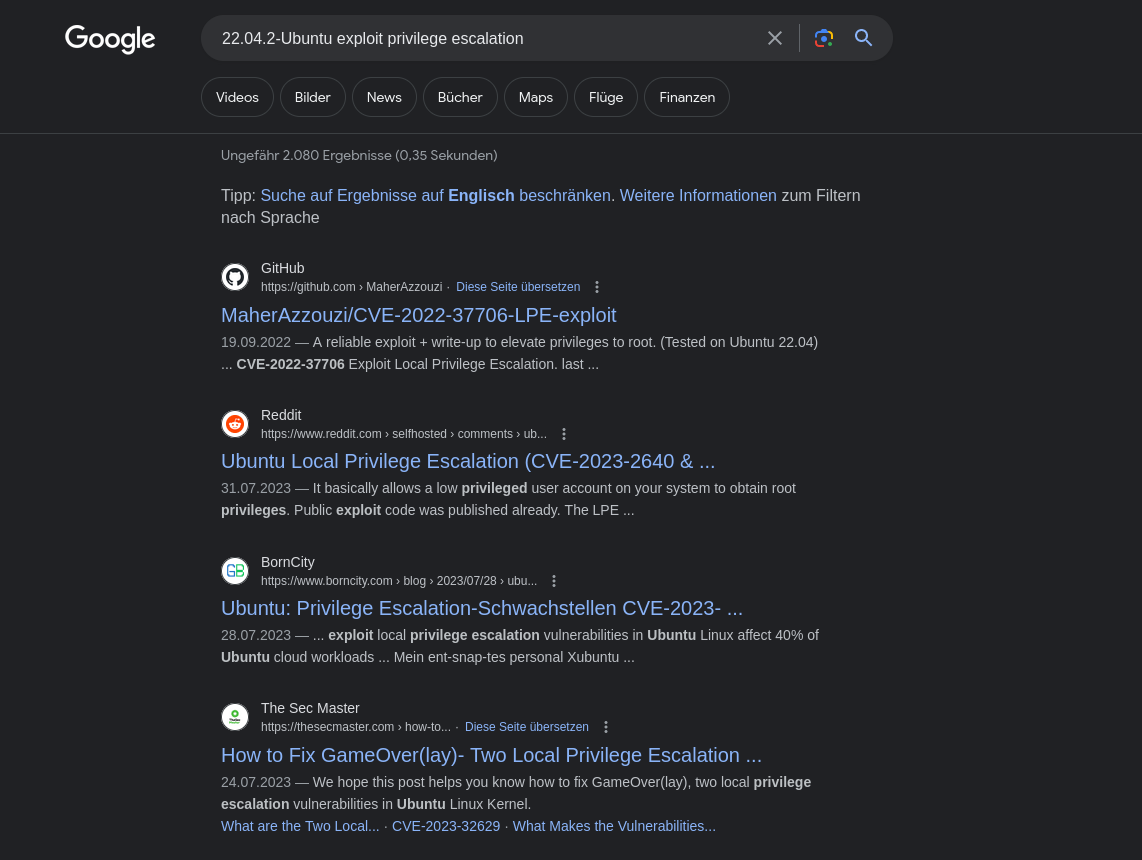 Google
22.04.2-Ubuntu exploit privilege escalation
Videos Bilder News Bücher Maps Flüge Finanzen
Ungefähr 2.080 Ergebnisse (0,35 Sekunden)
Tipp: Suche auf Ergebnisse auf Englisch beschränken. Weitere Informationen zum Filtern
nach Sprache
GitHub
https://github.com › MaherAzzouzi · Diese Seite übersetzen
MaherAzzouzi/CVE-2022-37706-LPE-exploit
19.09.2022 — A reliable exploit + write-up to elevate privileges to root. (Tested on Ubuntu 22.04)
... CVE-2022-37706 Exploit Local Privilege Escalation. last ...
Reddit
https://www.reddit.com › selfhosted › comments › ub...
Ubuntu Local Privilege Escalation (CVE-2023-2640 & ...
31.07.2023 — It basically allows a low privileged user account on your system to obtain root
privileges. Public exploit code was published already. The LPE ...
BornCity
https://www.borncity.com › blog › 2023/07/28 › ubu...
Ubuntu: Privilege Escalation-Schwachstellen CVE-2023- ...
28.07.2023 — ... exploit local privilege escalation vulnerabilities in Ubuntu Linux affect 40% of
Ubuntu cloud workloads ... Mein ent-snap-tes personal Xubuntu ...
The Sec Master
https://thesecmaster.com › how-to... · Diese Seite übersetzen
How to Fix GameOver(lay)- Two Local Privilege Escalation ...
24.07.2023 — We hope this post helps you know how to fix GameOver(lay), two local privilege
escalation vulnerabilities in Ubuntu Linux Kernel.
What are the Two Local... · CVE-2023-32629 · What Makes the Vulnerabilities...